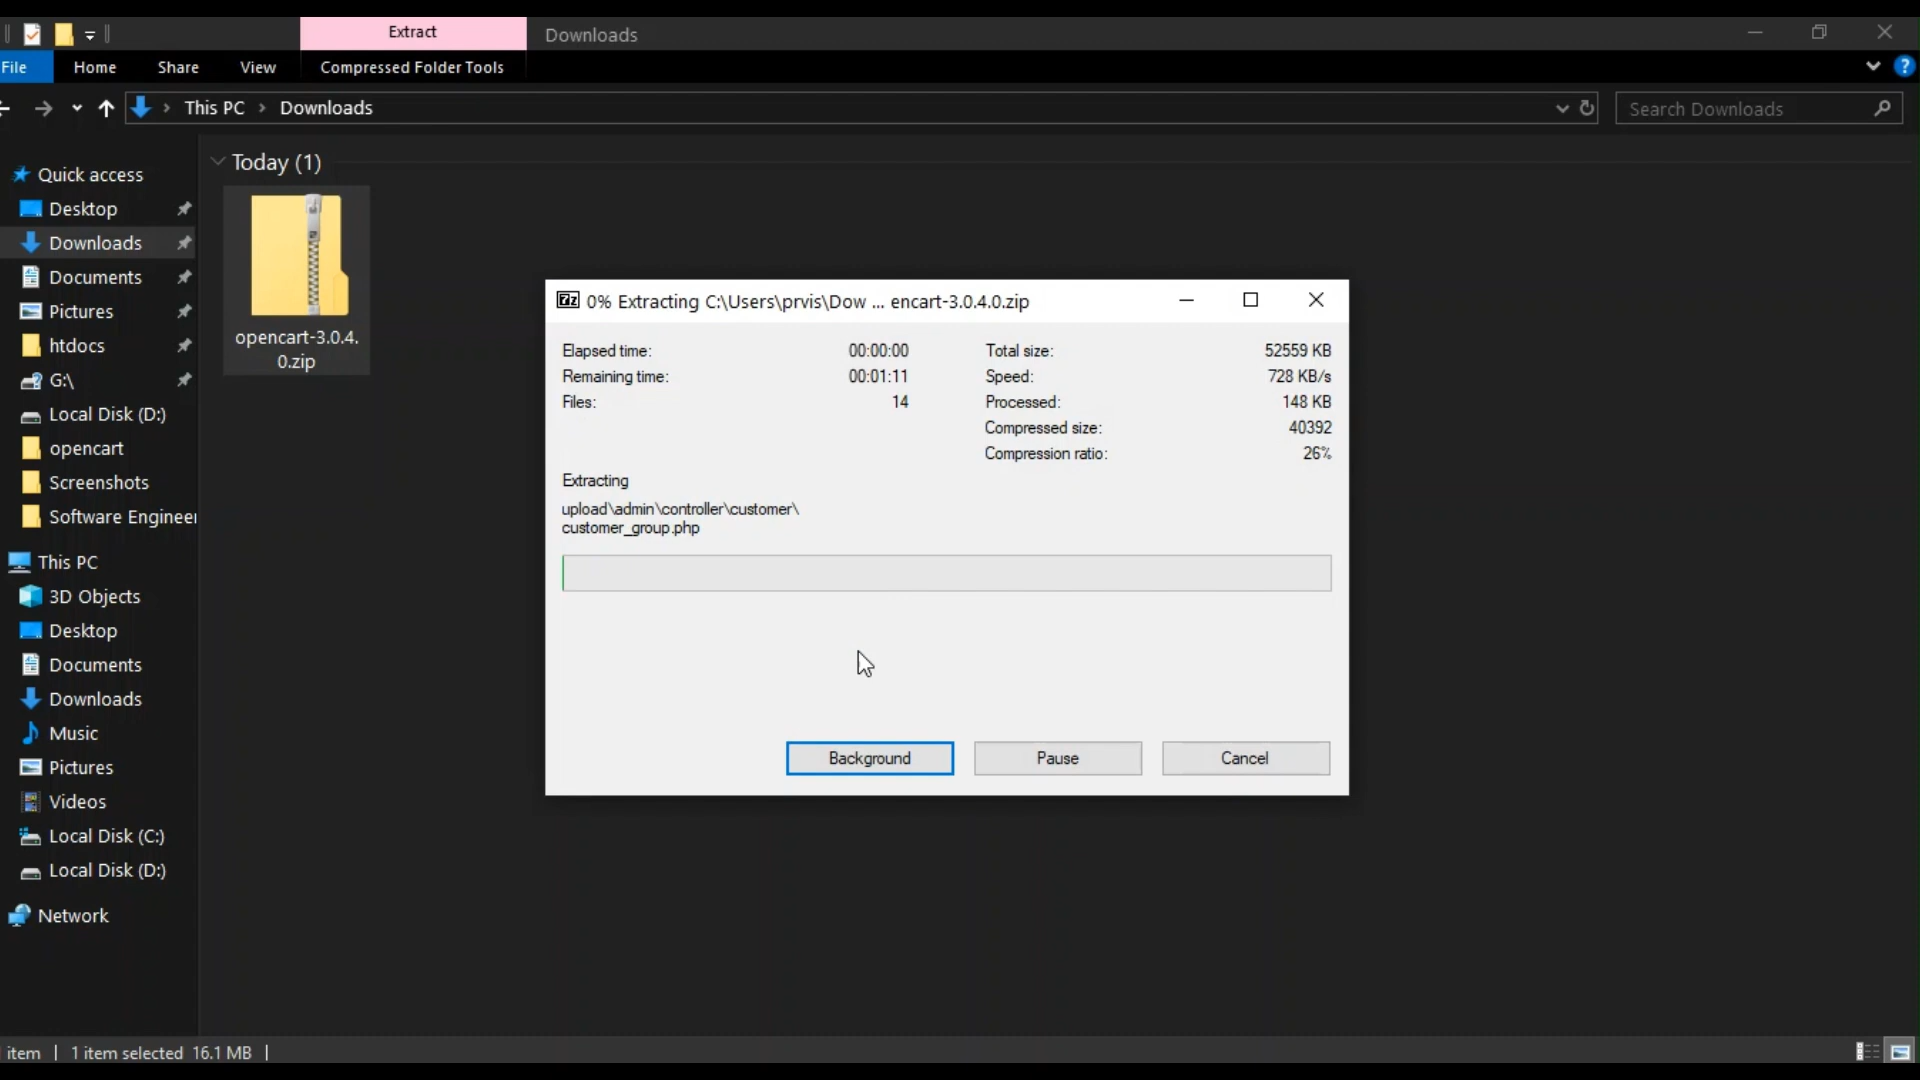 Extract
Downloads
File
Home
Share
View
Compressed Folder Tools
This PC
Downloads
Search Downloads
Quick access
Desktop
Downloads
Documents
Pictures
htdocs
G:\
Local Disk (D:)
opencart
Screenshots
Software Engineer
This PC
3D Objects
Desktop
Documents
Downloads
Music
Pictures
Videos
Local Disk (C:)
Local Disk (D:)
Network
Today (1)
opencart-3.0.4.
0.zip
7z
0% Extracting C:\Users\prvis\Dow ... encart-3.0.4.0.zip
Elapsed time: 00:00:00 Total size: 52559 KB
Remaining time: 00:01:11 Speed: 728 KB/s
Files: 14 Processed: 148 KB
Compressed size: 40392
Compression ratio: 26%
Extracting
upload\admin\controller\customer\
customer_group.php
Background
Pause
Cancel
item
1 item selected 16.1 MB